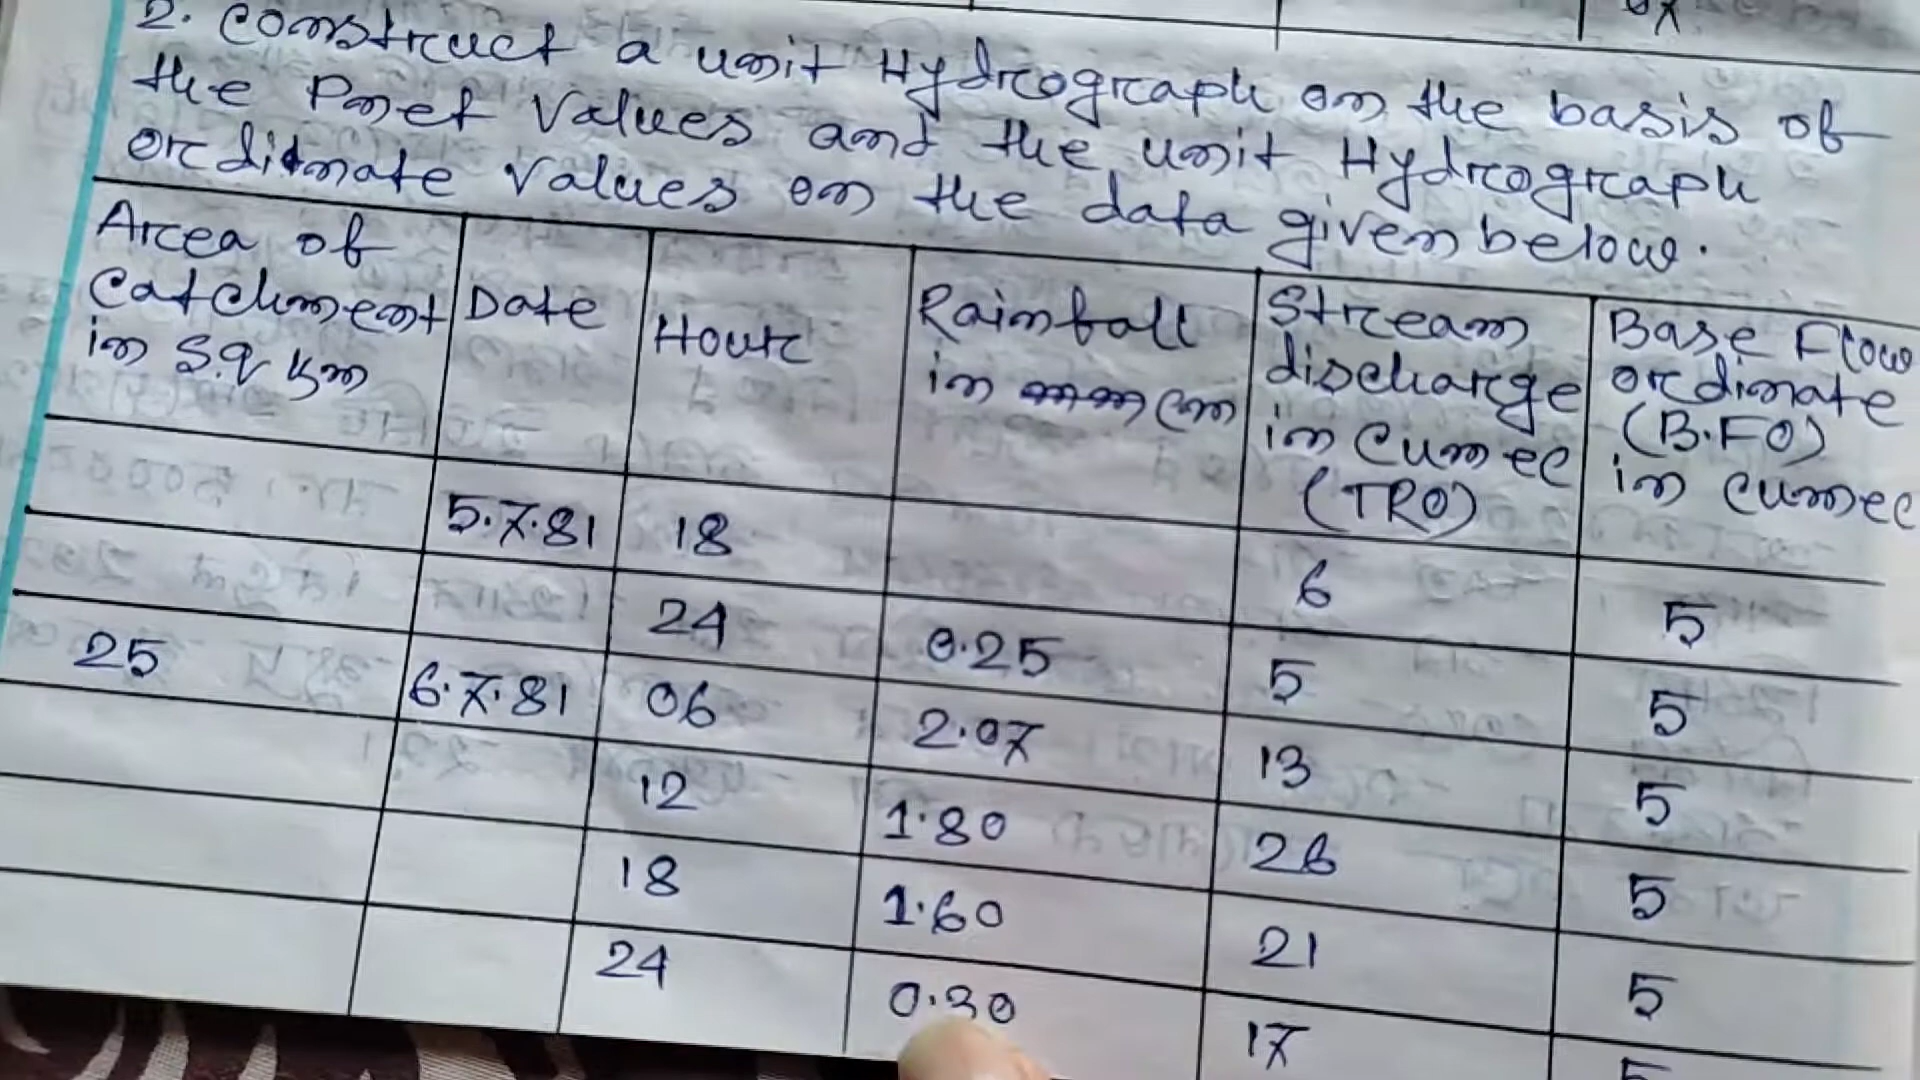 2. Construct a unit Hydrograph on the basis of
the Pnet Values and the unit Hydrograph
orditnate values on the data given below.
Area of Catchment in Sq km | Date | Hour | Rainfall in cm | Stream discharge in Cumec (TRO) | Base Flow ordinate (B.FO) in Cumec
5.7.81 | 18 | | 6 | 5
24 | 0.25 | 5 | 5
25 | 6.7.81 | 06 | 2.07 | 13 | 5
12 | 1.80 | 26 | 5
18 | 1.60 | 21 | 5
24 | 0.30 | 17 | 5